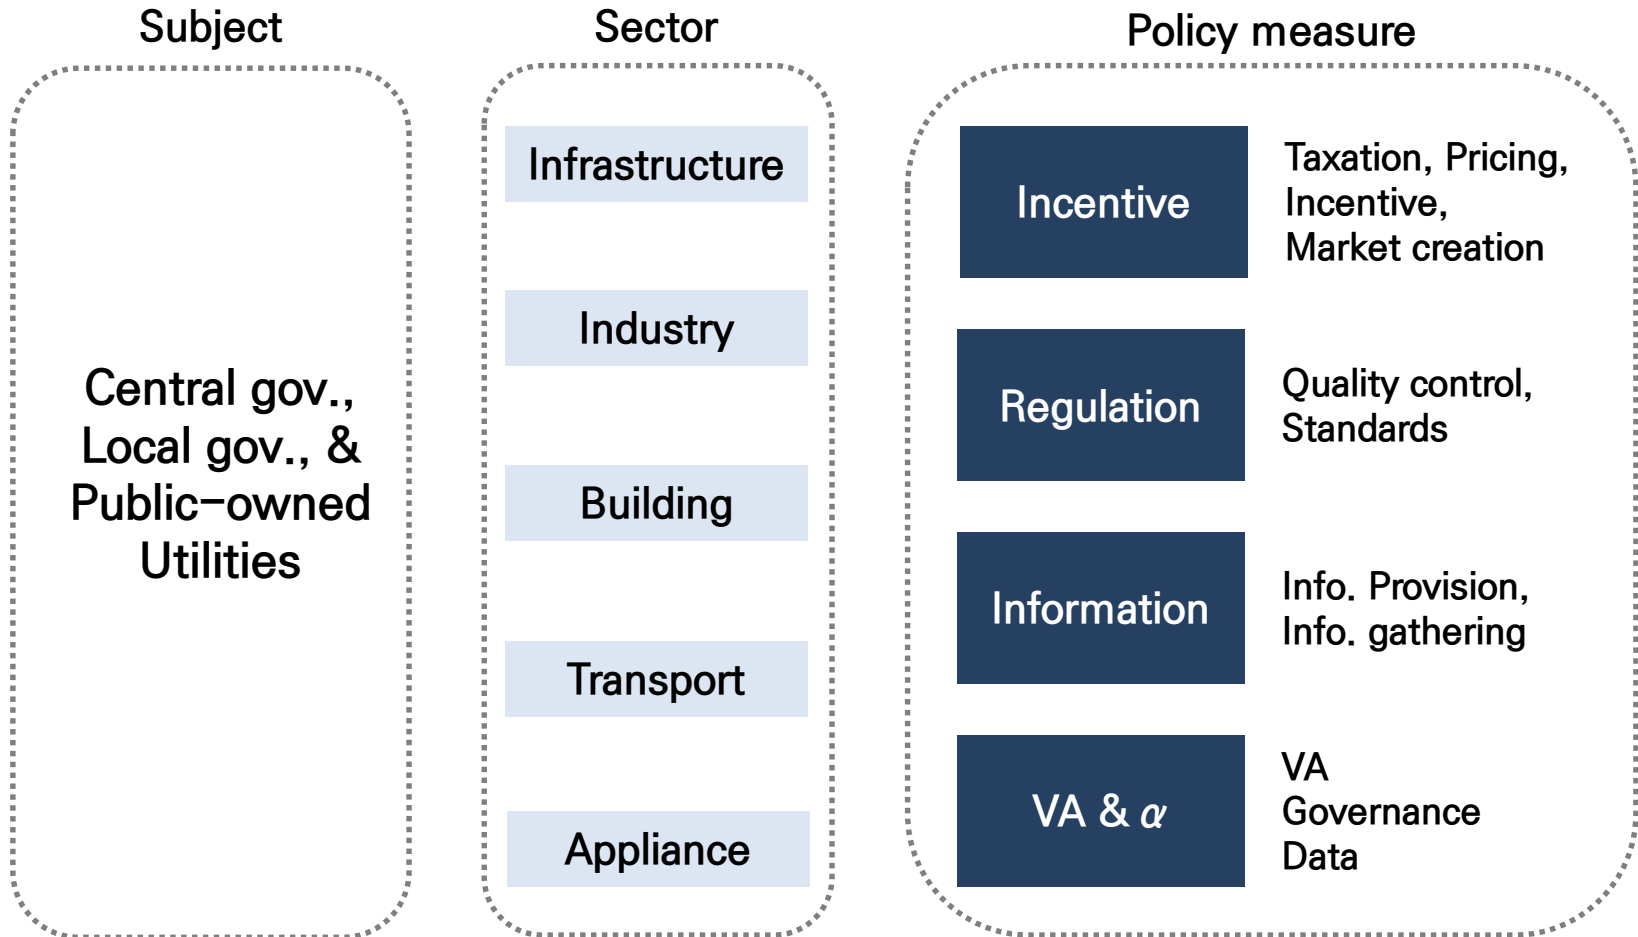 Subject
Central gov.,
Local gov., &
Public-owned
Utilities
Sector
Infrastructure
Industry
Building
Transport
Appliance
Policy measure
Incentive
Taxation, Pricing,
Incentive,
Market creation
Regulation
Quality control,
Standards
Information
Info. Provision,
Info. gathering
VA & α
VA
Governance
Data